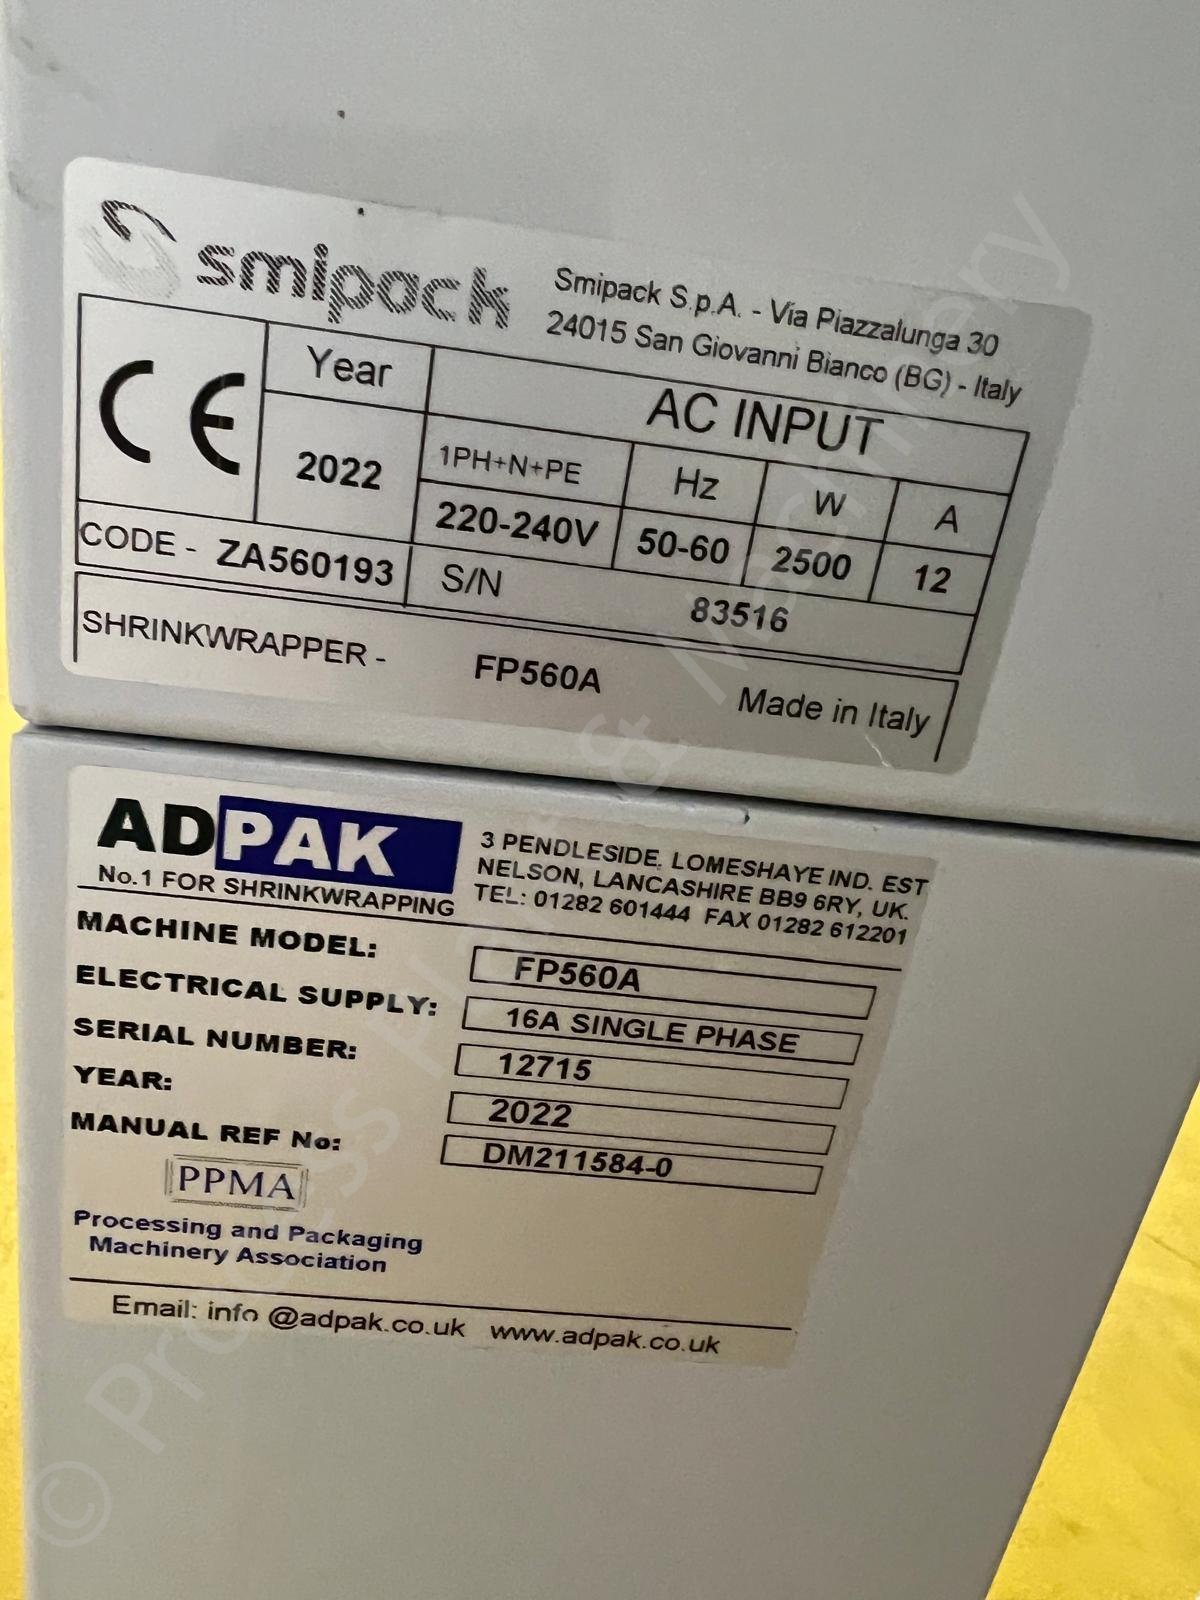 smipack
Smipack S.p.A. - Via Piazzalunga 30
24015 San Giovanni Bianco (BG) - Italy
CE
Year
AC INPUT
2022
1PH+N+PE
Hz
W
A
220-240V
50-60
2500
12
CODE - ZA560193
S/N
83516
SHRINKWRAPPER -
FP560A
Made in Italy
ADPAK
No.1 FOR SHRINKWRAPPING
3 PENDLESIDE, LOMESHAYE IND. EST
NELSON, LANCASHIRE BB9 6RY, UK.
TEL: 01282 601444 FAX 01282 612201
MACHINE MODEL: FP560A
ELECTRICAL SUPPLY: 16A SINGLE PHASE
SERIAL NUMBER: 12715
YEAR: 2022
MANUAL REF No: DM211584-0
PPMA
Processing and Packaging
Machinery Association
Email: info @adpak.co.uk www.adpak.co.uk
© Process Plant & Machinery